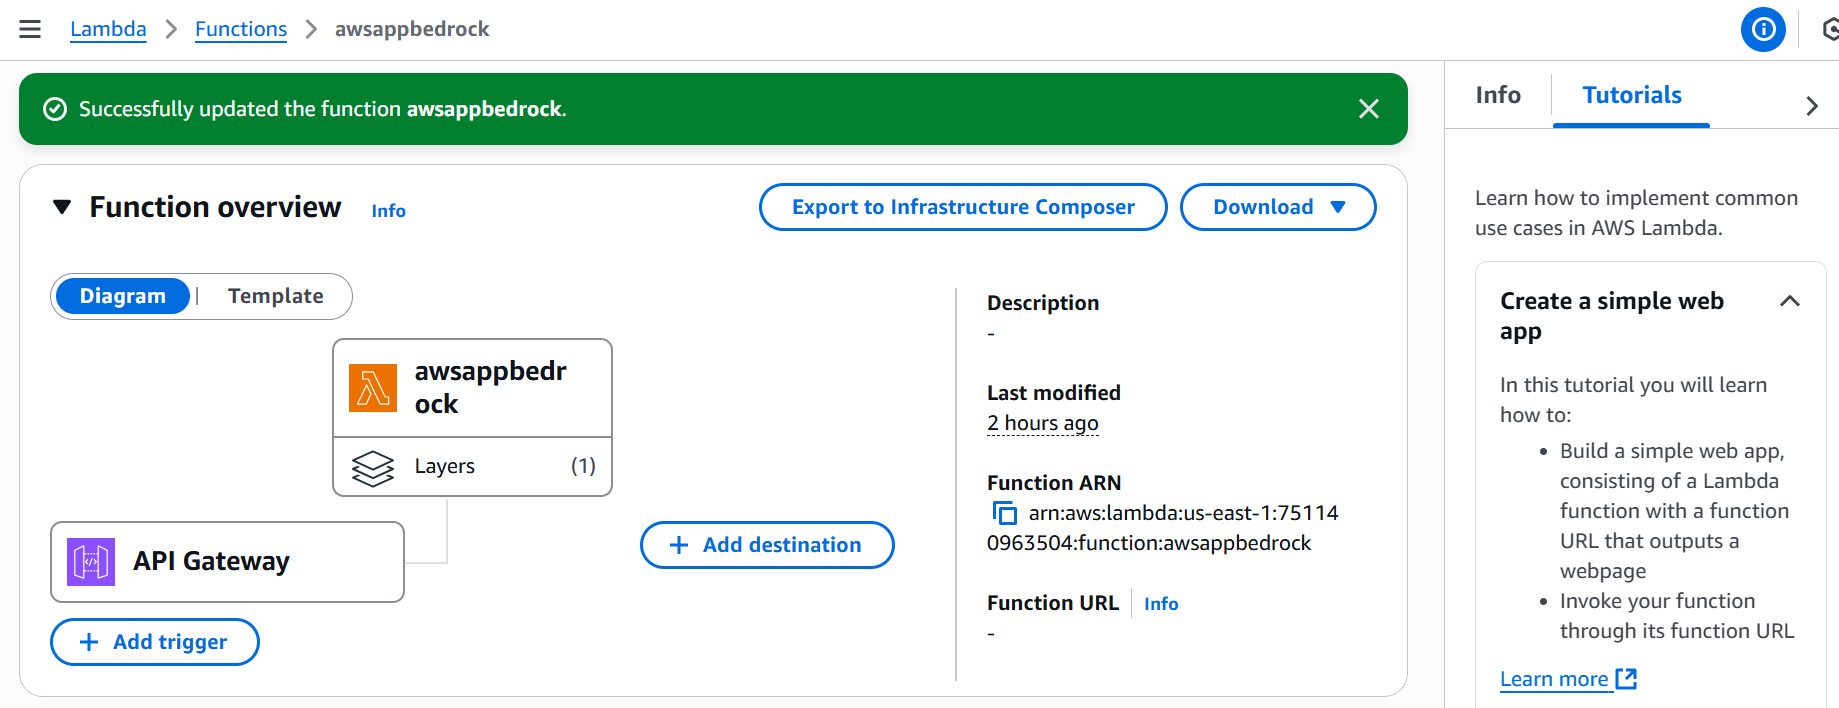 Lambda > Functions > awsappbedrock
Successfully updated the function awsappbedrock.
Function overview Info
Export to Infrastructure Composer
Download
Diagram | Template
awsappbedr
ock
Layers (1)
API Gateway
+ Add trigger
+ Add destination
Description
-
Last modified
2 hours ago
Function ARN
arn:aws:lambda:us-east-1:75114
0963504:function:awsappbedrock
Function URL Info
-
Info
Tutorials
Learn how to implement common
use cases in AWS Lambda.
Create a simple web
app
In this tutorial you will learn
how to:
• Build a simple web app,
consisting of a Lambda
function with a function
URL that outputs a
webpage
• Invoke your function
through its function URL
Learn more